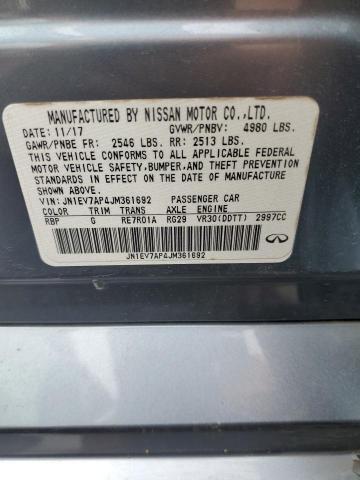 MANUFACTURED BY NISSAN MOTOR CO.,LTD.
DATE: 11/17 GVWR/PNBV: 4980 LBS.
GAWR/PNBE FR: 2546 LBS. RR: 2513 LBS.
THIS VEHICLE CONFORMS TO ALL APPLICABLE FEDERAL
MOTOR VEHICLE SAFETY,BUMPER, AND THEFT PREVENTION
STANDARDS IN EFFECT ON THE DATE OF MANUFACTURE
SHOWN ABOVE.
VIN: JN1EV7AP4JM361692 PASSENGER CAR
COLOR TRIM TRANS AXLE ENGINE
RBP G RE7R01A RG29 VR30(DDTT) 2997CC
JN1EV7AP4JM361692